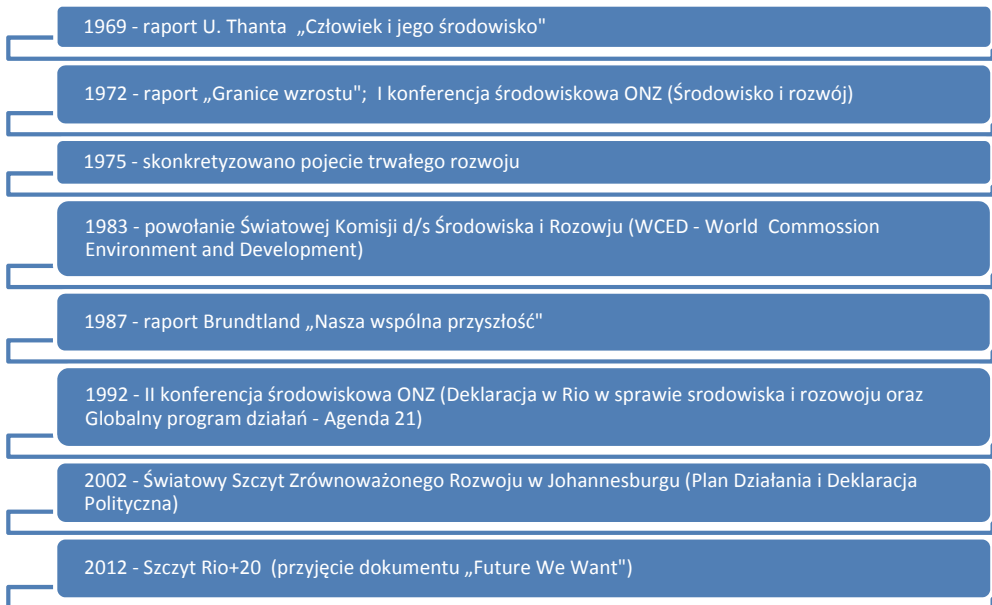 1969 - raport U. Thanta „Człowiek i jego środowisko"
1972 - raport „Granice wzrostu"; I konferencja środowiskowa ONZ (Środowisko i rozwój)
1975 - skonkretyzowano pojecie trwałego rozwoju
1983 - powołanie Światowej Komisji d/s Środowiska i Rozowju (WCED - World Commossion
Environment and Development)
1987 - raport Brundtland „Nasza wspólna przyszłość"
1992 - II konferencja środowiskowa ONZ (Deklaracja w Rio w sprawie srodowiska i rozowoju oraz
Globalny program działań - Agenda 21)
2002 - Światowy Szczyt Zrównoważonego Rozwoju w Johannesburgu (Plan Działania i Deklaracja
Polityczna)
2012 - Szczyt Rio+20 (przyjęcie dokumentu „Future We Want")